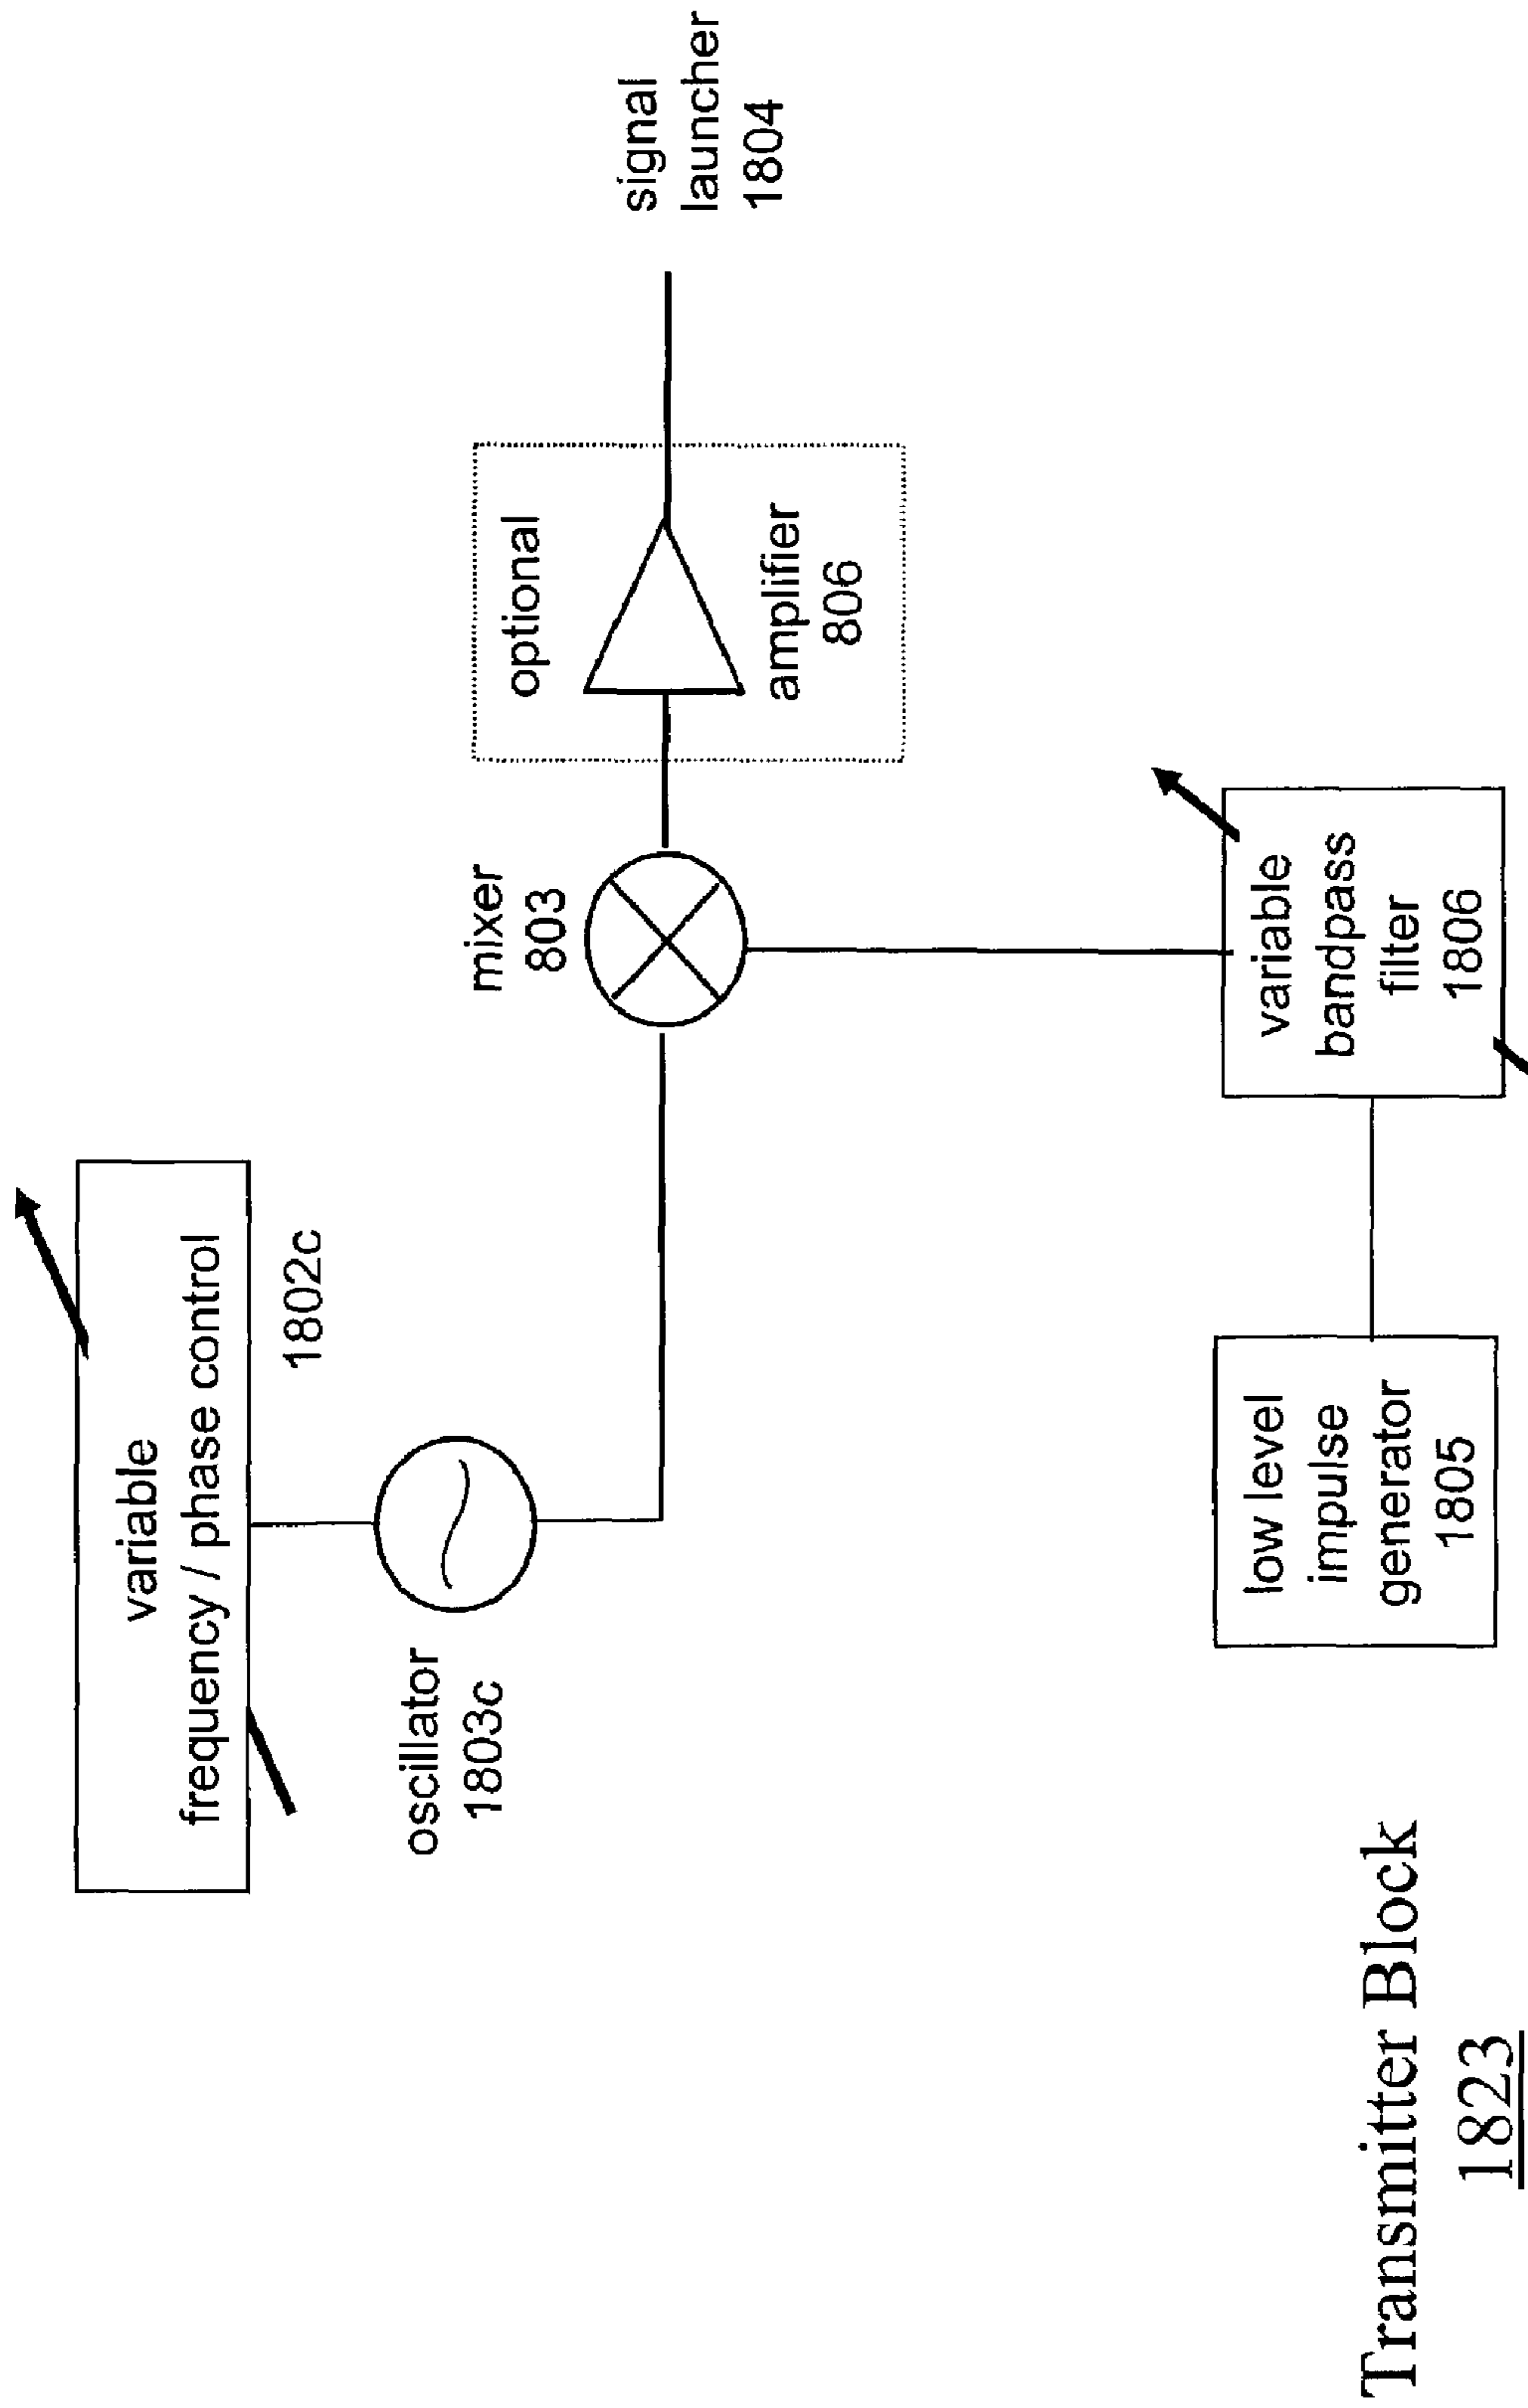 variable
frequency / phase control
1802c
oscillator
1803c
mixer
803
optional
amplifier
806
signal
launcher
1804
low level
impulse
generator
1805
variable
bandpass
filter
1806
Transmitter Block
1823